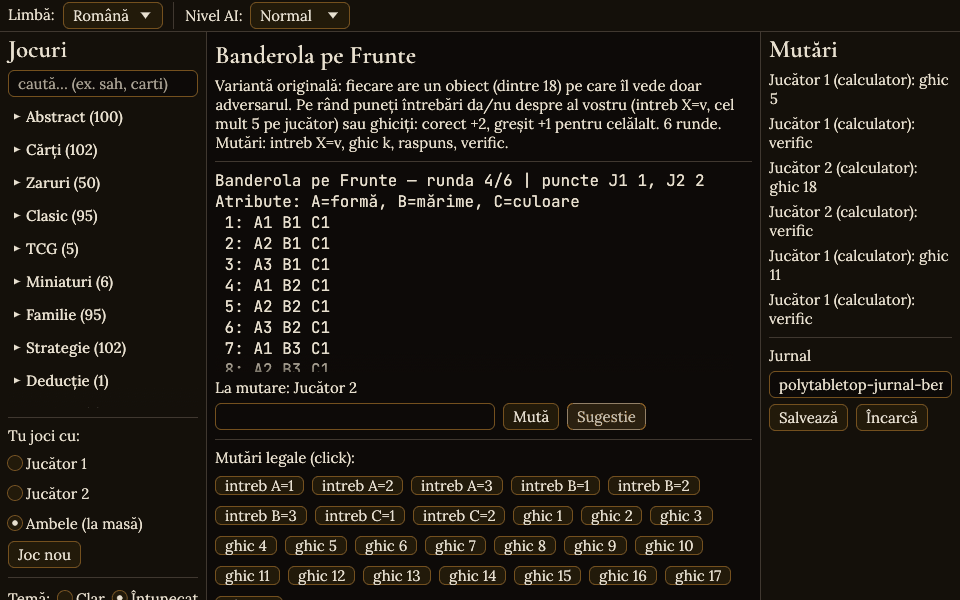 Limbă:
Română
Nivel AI:
Normal
Jocuri
caută... (ex. sah, carti)
Abstract (100)
Cărți (102)
Zaruri (50)
Clasic (95)
TCG (5)
Miniaturi (6)
Familie (95)
Strategie (102)
Deducție (1)
Tu joci cu:
Jucător 1
Jucător 2
Ambele (la masă)
Joc nou
Temă: Clar Întunecat
Banderola pe Frunte
Variantă originală: fiecare are un obiect (dintre 18) pe care îl vede doar
adversarul. Pe rând puneți întrebări da/nu despre al vostru (intreb X=v, cel
mult 5 pe jucător) sau ghiciți: corect +2, greșit +1 pentru celălalt. 6 runde.
Mutări: intreb X=v, ghic k, raspuns, verific.
Banderola pe Frunte — runda 4/6 | puncte J1 1, J2 2
Atribute: A=formă, B=mărime, C=culoare
1: A1 B1 C1
2: A2 B1 C1
3: A3 B1 C1
4: A1 B2 C1
5: A2 B2 C1
6: A3 B2 C1
7: A1 B3 C1
8: A2 B3 C1
La mutare: Jucător 2
Mută
Sugestie
Mutări legale (click):
intreb A=1 intreb A=2 intreb A=3 intreb B=1 intreb B=2
intreb B=3 intreb C=1 intreb C=2 ghic 1 ghic 2 ghic 3
ghic 4 ghic 5 ghic 6 ghic 7 ghic 8 ghic 9 ghic 10
ghic 11 ghic 12 ghic 13 ghic 14 ghic 15 ghic 16 ghic 17
Mutări
Jucător 1 (calculator): ghic
5
Jucător 1 (calculator):
verific
Jucător 2 (calculator):
ghic 18
Jucător 2 (calculator):
verific
Jucător 1 (calculator): ghic
11
Jucător 1 (calculator):
verific
Jurnal
polytabletop-jurnal-ber
Salvează
Încarcă